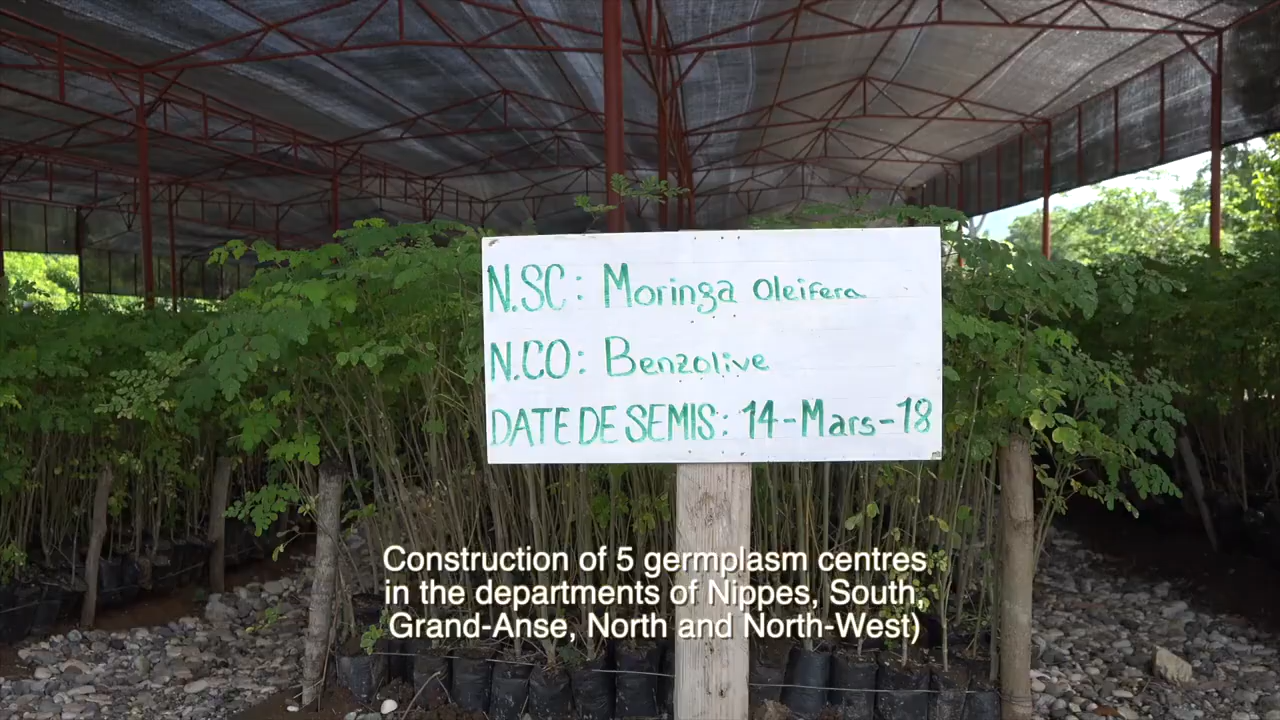 N.SC: Moringa Oleifera
N.CO: Benzolive
DATE DE SEMIS: 14-Mars-18
Construction of 5 germplasm centres
in the departments of Nippes, South,
Grand-Anse, North and North-West)